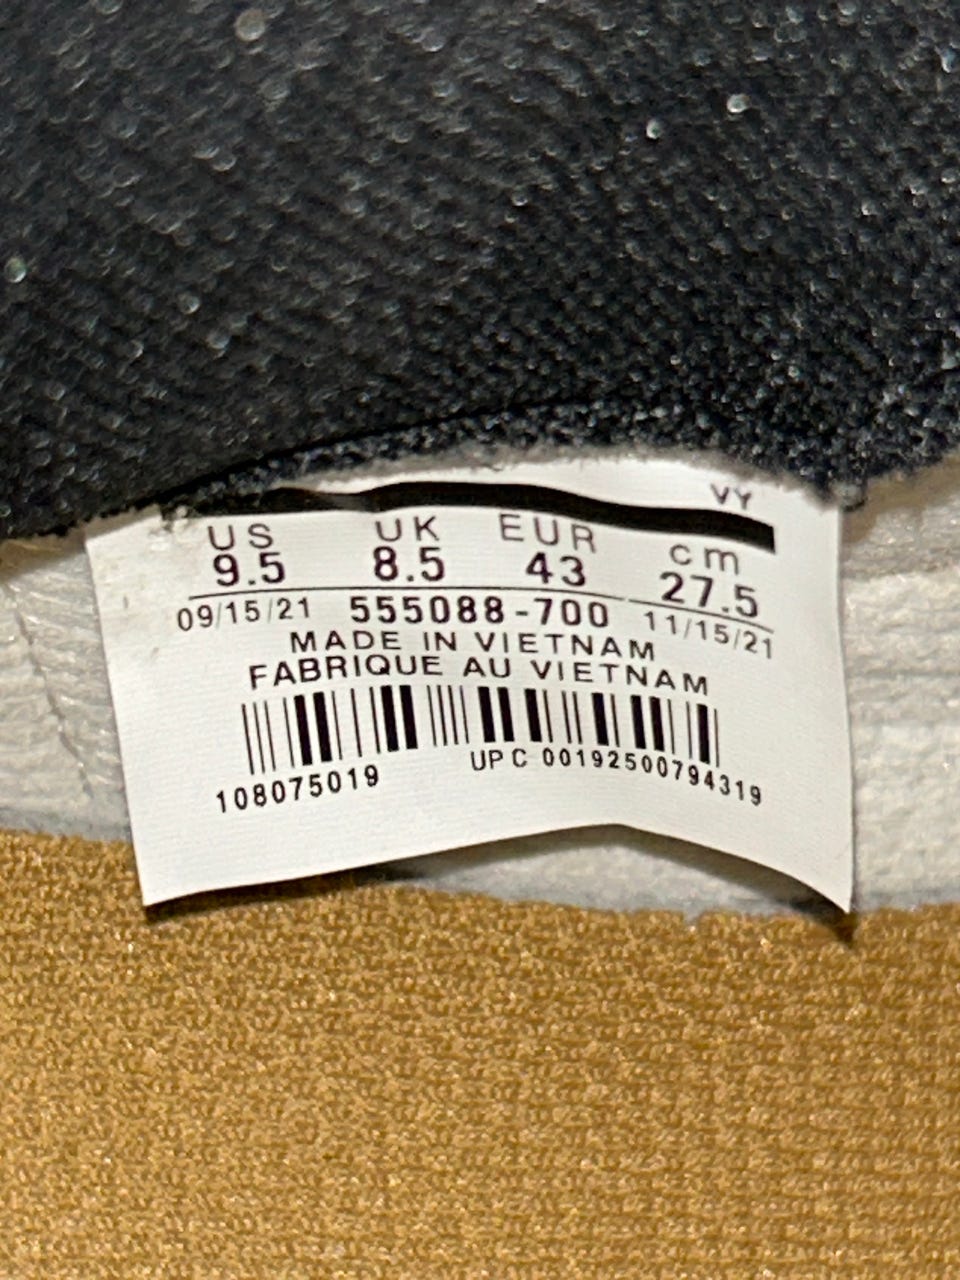 VY
US UK EUR cm
9.5 8.5 43 27.5
09/15/21 555088-700 11/15/21
MADE IN VIETNAM
FABRIQUE AU VIETNAM
108075019 UPC 00192500794319